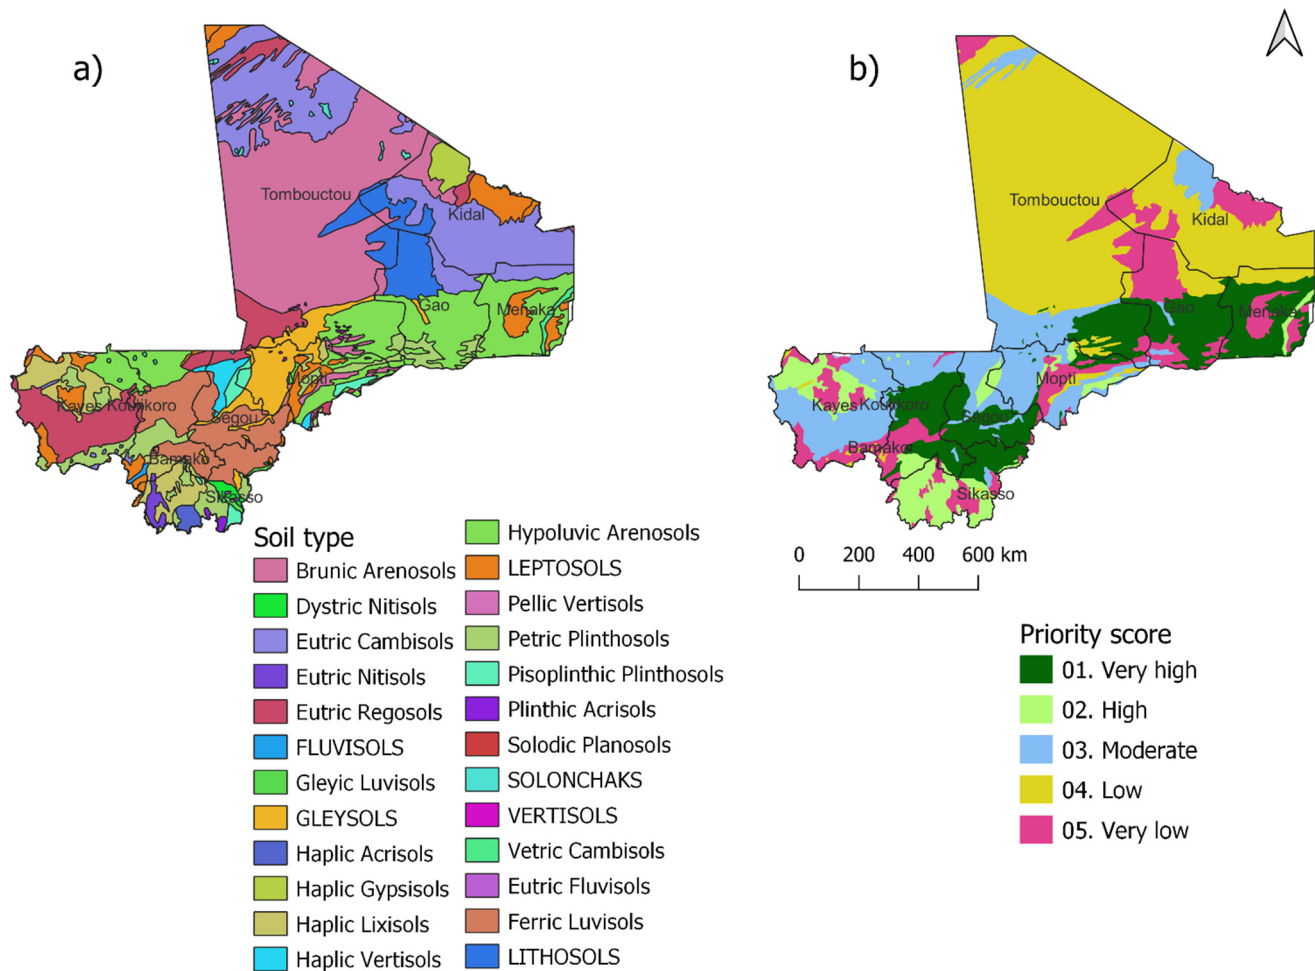 a)
Tombouctou
Kidal
Gao
Menaka
Mopti
Kayes
Koulikoro
Ségou
Bamako
Sikasso
Soil type
Brunic Arenosols
Dystric Nitisols
Eutric Cambisols
Eutric Nitisols
Eutric Regosols
FLUVISOLS
Gleyic Luvisols
GLEYSOLS
Haplic Acrisols
Haplic Gypsisols
Haplic Lixisols
Haplic Vertisols
Hypoluvic Arenosols
LEPTOSOLS
Pellic Vertisols
Petric Plinthosols
Pisoplinthic Plinthosols
Plinthic Acrisols
Solodic Planosols
SOLONCHAKS
VERTISOLS
Vetric Cambisols
Eutric Fluvisols
Ferric Luvisols
LITHOSOLS
b)
Tombouctou
Kidal
Gao
Menaka
Mopti
Kayes
Koulikoro
Ségou
Bamako
Sikasso
0 200 400 600 km
Priority score
01. Very high
02. High
03. Moderate
04. Low
05. Very low